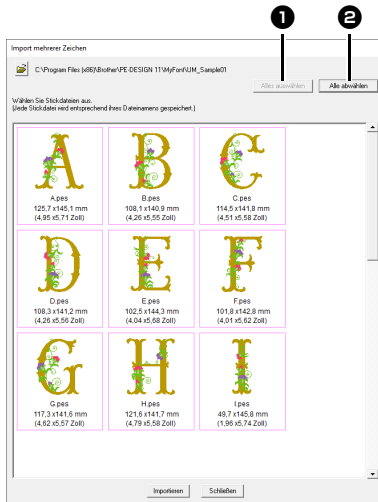 1 2
Import mehrerer Zeichen
C:\Program Files (x86)\Brother\PE-DESIGN 11\MyFont\UM_Sample01
Alles auswählen Alle abwählen
Wählen Sie Stickdateien aus.
(Jede Stickdatei wird entsprechend ihres Dateinamens gespeichert.)
A B C
A.pes B.pes C.pes
125,7 x145,1 mm 108,1 x140,9 mm 114,5 x141,8 mm
(4,95 x5,71 Zoll) (4,26 x5,55 Zoll) (4,51 x5,58 Zoll)
D E F
D.pes E.pes F.pes
108,3 x141,2 mm 102,5 x144,3 mm 101,8 x142,8 mm
(4,26 x5,56 Zoll) (4,04 x5,68 Zoll) (4,01 x5,62 Zoll)
G H I
G.pes H.pes I.pes
117,3 x141,6 mm 121,6 x141,7 mm 49,7 x145,8 mm
(4,62 x5,57 Zoll) (4,79 x5,58 Zoll) (1,96 x5,74 Zoll)
Importieren Schließen